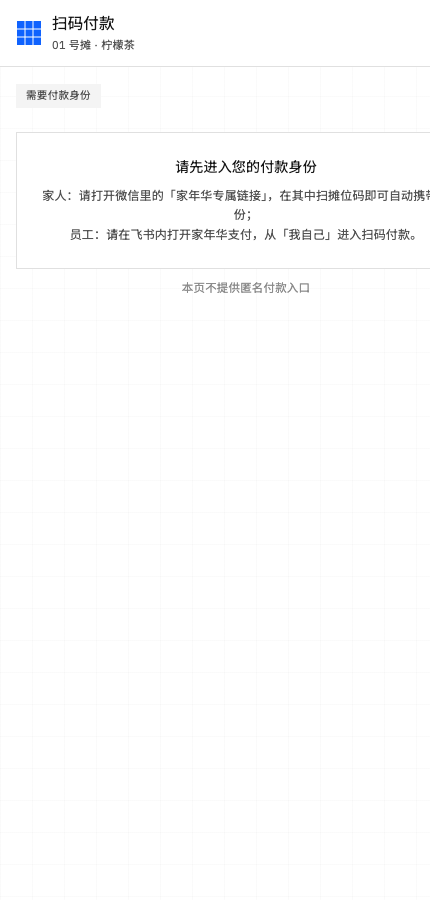 扫码付款
01 号摊 · 柠檬茶
需要付款身份
请先进入您的付款身份
家人：请打开微信里的「家年华专属链接」，在其中扫摊位码即可自动携带
份；
员工：请在飞书内打开家年华支付，从「我自己」进入扫码付款。
本页不提供匿名付款入口